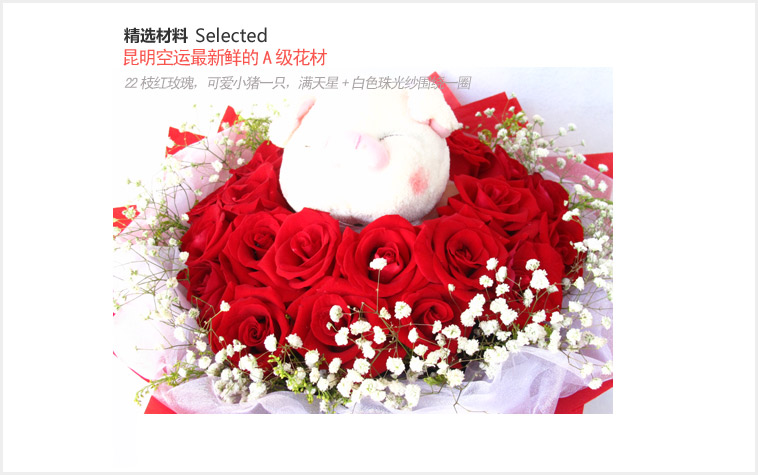 精选材料 Selected
昆明空运最新鲜的 A 级花材
22 枝红玫瑰，可爱小猪一只，满天星 + 白色珠光纱围绕一圈